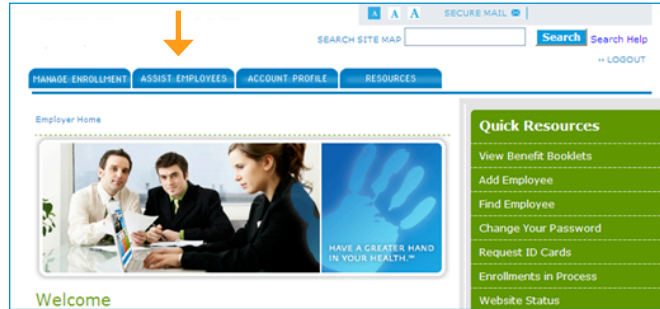 A A A SECURE MAIL
SEARCH SITE MAP Search Search Help
›› LOGOUT
MANAGE ENROLLMENT ASSIST EMPLOYEES ACCOUNT PROFILE RESOURCES
Employer Home
HAVE A GREATER HAND
IN YOUR HEALTH.℠
Welcome
Quick Resources
View Benefit Booklets
Add Employee
Find Employee
Change Your Password
Request ID Cards
Enrollments in Process
Website Status